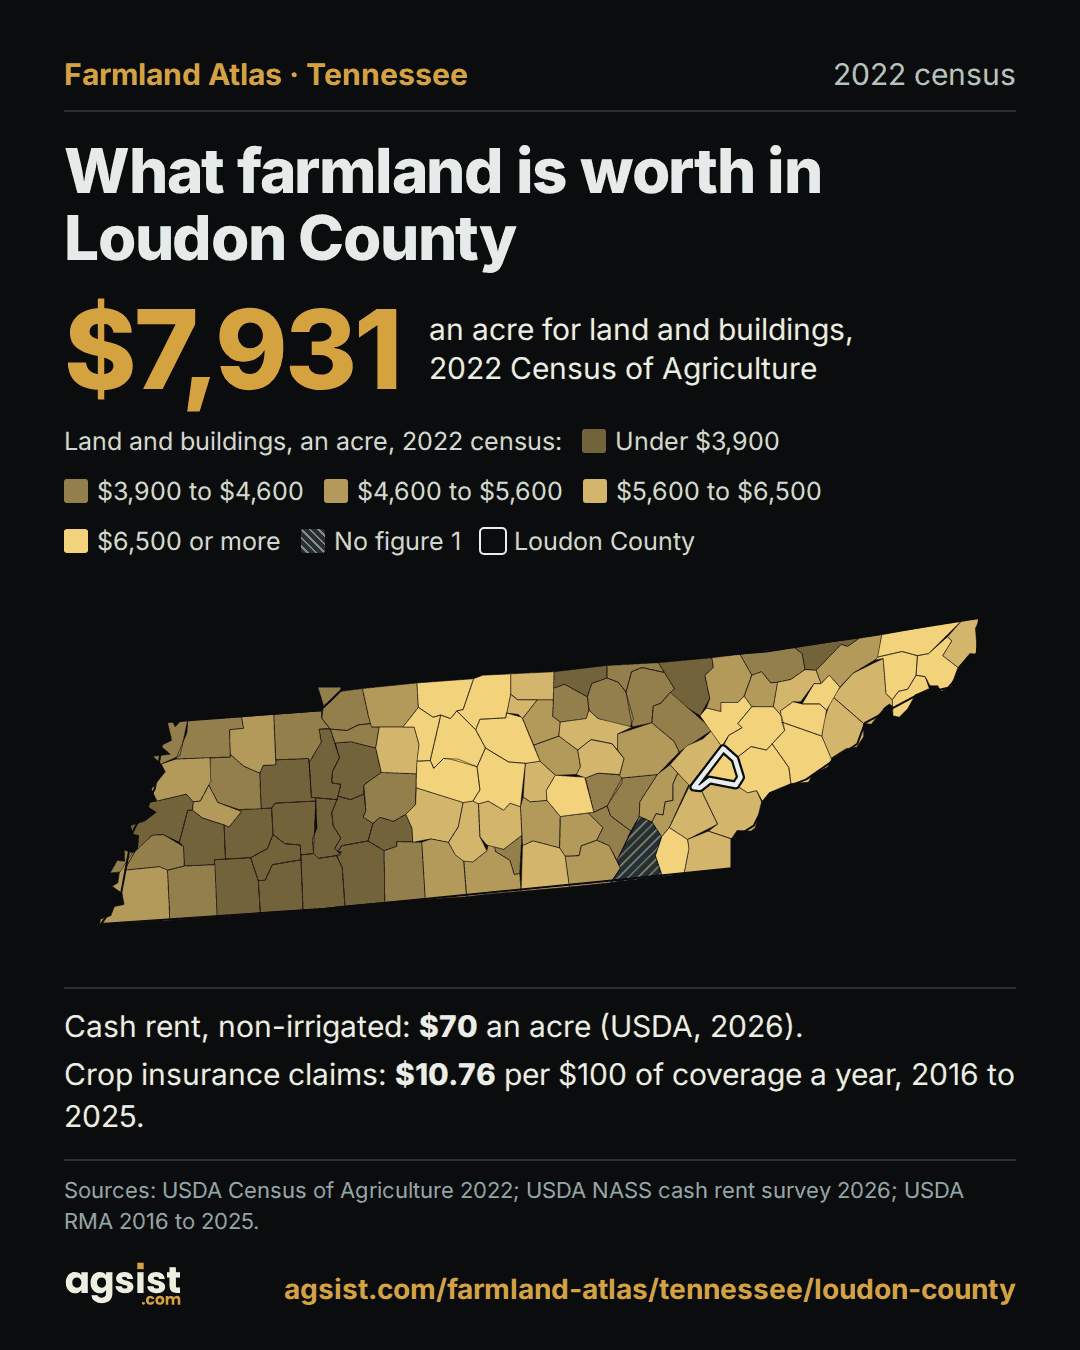 Farmland Atlas · Tennessee
2022 census
What farmland is worth in
Loudon County
$7,931
an acre for land and buildings,
2022 Census of Agriculture
Land and buildings, an acre, 2022 census: Under $3,900
$3,900 to $4,600 $4,600 to $5,600 $5,600 to $6,500
$6,500 or more No figure 1 Loudon County
Cash rent, non-irrigated: $70 an acre (USDA, 2026).
Crop insurance claims: $10.76 per $100 of coverage a year, 2016 to
2025.
Sources: USDA Census of Agriculture 2022; USDA NASS cash rent survey 2026; USDA
RMA 2016 to 2025.
agsist
.com
agsist.com/farmland-atlas/tennessee/loudon-county